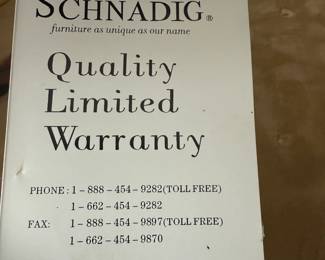 SCHNADIG®
furniture as unique as our name
Quality
Limited
Warranty
PHONE: 1-888-454-9282(TOLL FREE)
1-662-454-9282
FAX: 1-888-454-9897(TOLL FREE)
1-662-454-9870